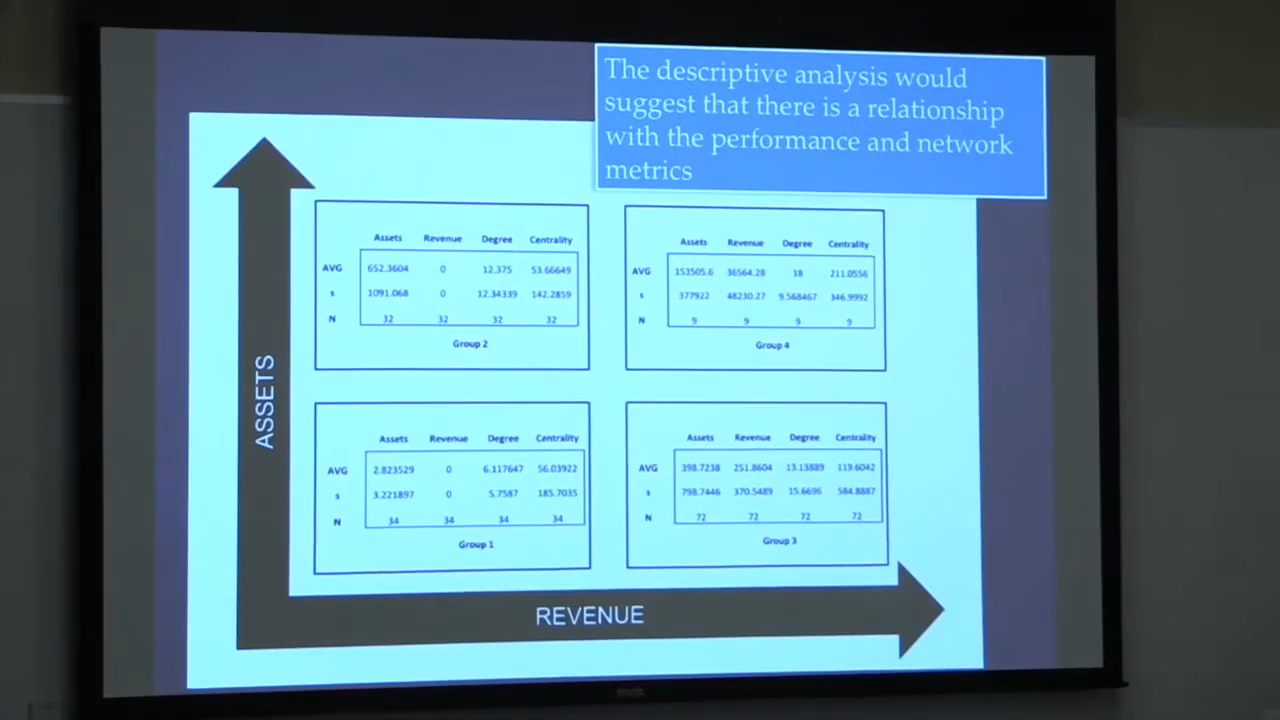 The descriptive analysis would
suggest that there is a relationship
with the performance and network
metrics
ASSETS
Assets Revenue Degree Centrality
AVG 652.3604 0 12.375 53.66649
s 1091.068 0 12.34339 142.2859
N 32 32 32 32
Group 2
Assets Revenue Degree Centrality
AVG 153505.6 36564.28 18 211.0556
s 377922 48230.27 9.568467 346.9992
N 9 9 9 9
Group 4
Assets Revenue Degree Centrality
AVG 2.823529 0 6.117647 56.03922
s 3.221897 0 5.7587 185.7035
N 34 34 34 34
Group 1
Assets Revenue Degree Centrality
AVG 398.7238 251.8604 13.13889 119.6042
s 798.7446 370.5489 15.6696 584.8887
N 72 72 72 72
Group 3
REVENUE